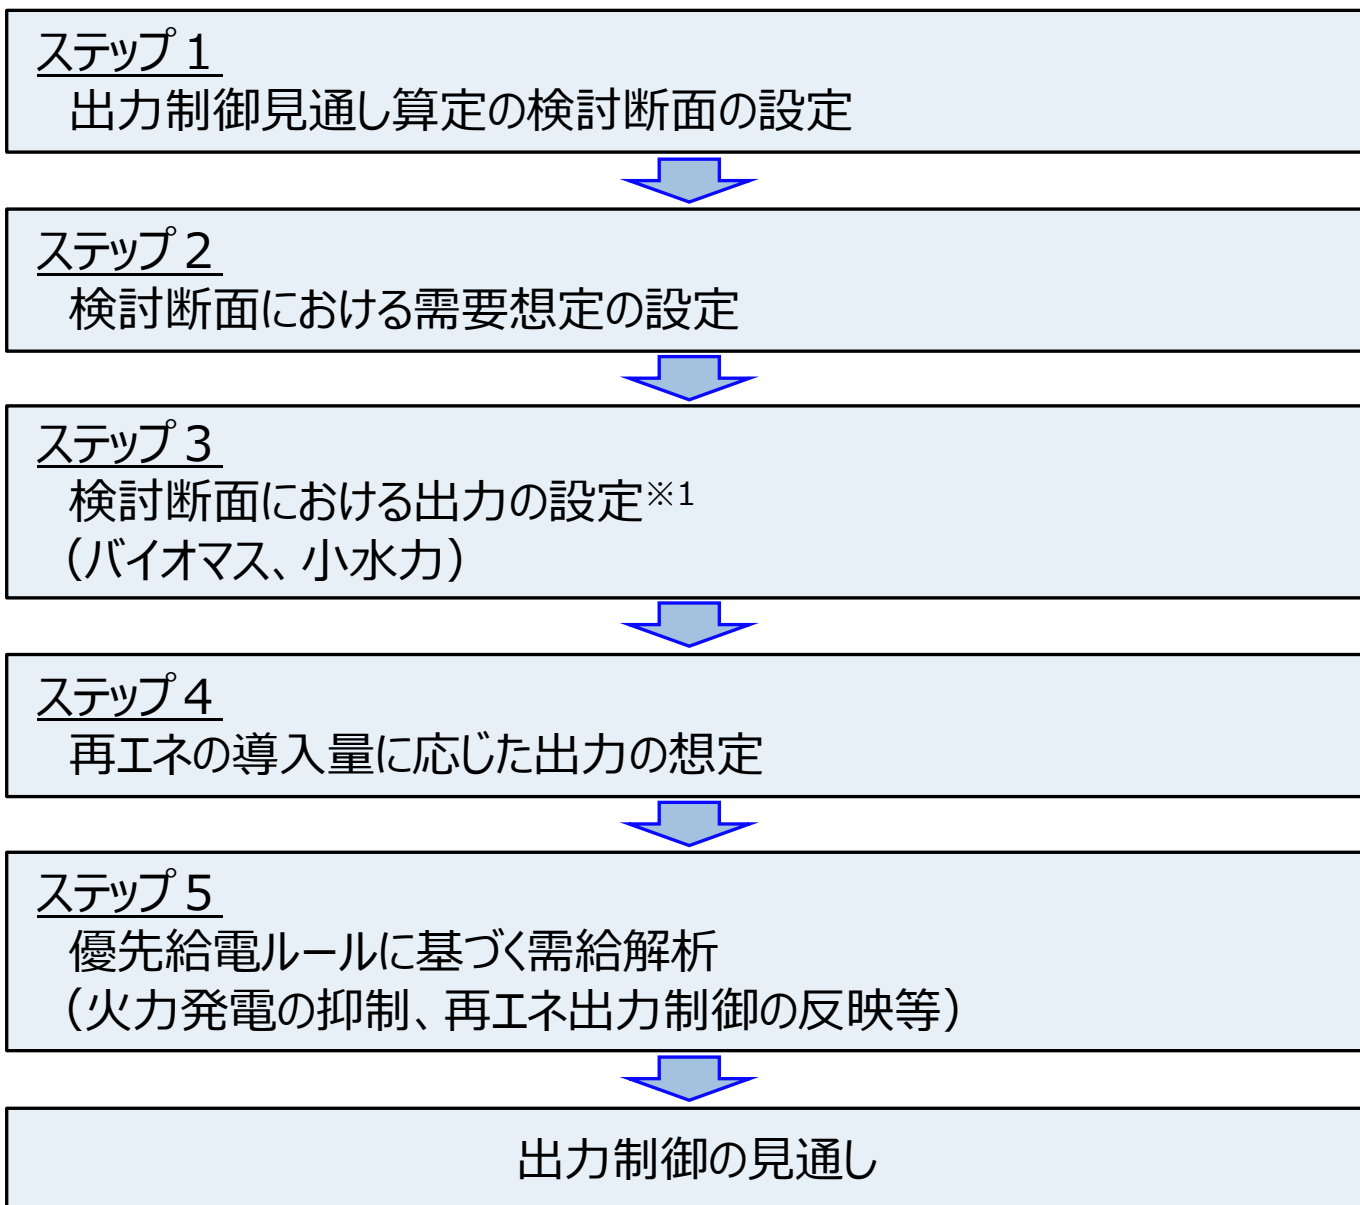 ステップ1
出力制御見通し算定の検討断面の設定
ステップ2
検討断面における需要想定の設定
ステップ3
検討断面における出力の設定※1
（バイオマス、小水力）
ステップ4
再エネの導入量に応じた出力の想定
ステップ5
優先給電ルールに基づく需給解析
（火力発電の抑制、再エネ出力制御の反映等）
出力制御の見通し